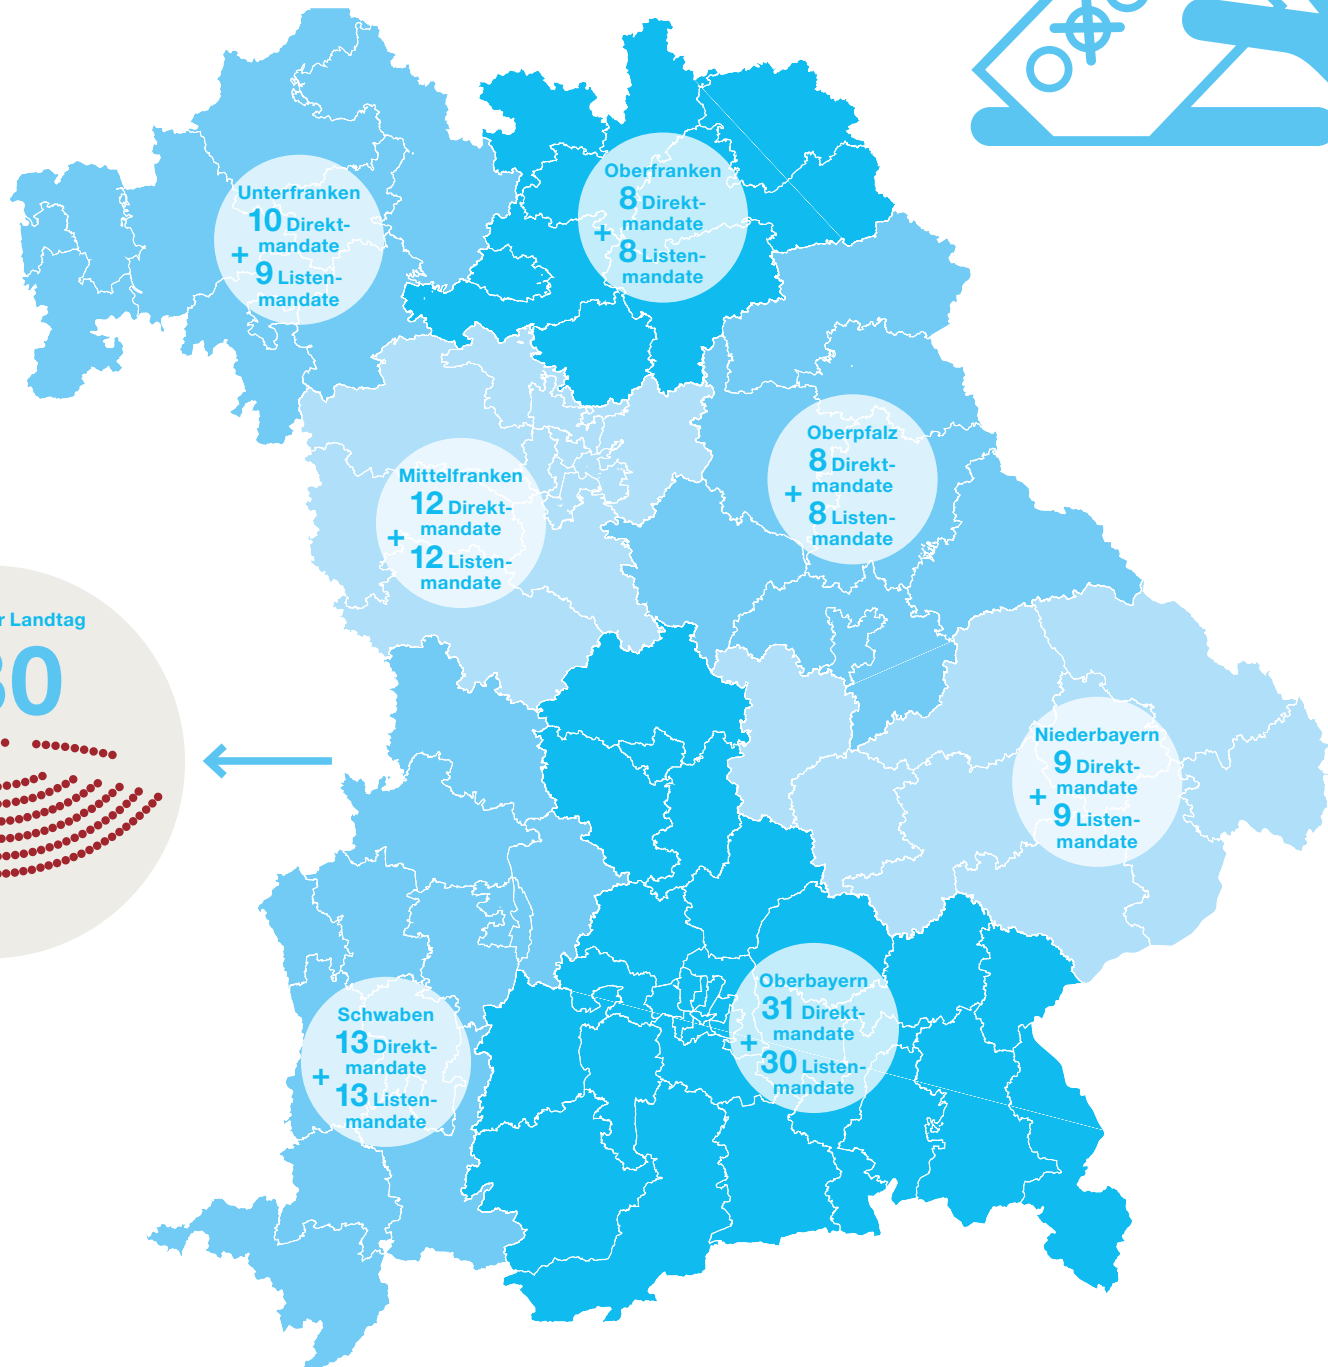 Unterfranken
10 Direkt-
mandate
+
9 Listen-
mandate
Oberfranken
8 Direkt-
mandate
+
8 Listen-
mandate
Oberpfalz
8 Direkt-
mandate
+
8 Listen-
mandate
Mittelfranken
12 Direkt-
mandate
+
12 Listen-
mandate
Landtag
0
Niederbayern
9 Direkt-
mandate
+
9 Listen-
mandate
Oberbayern
31 Direkt-
mandate
+
30 Listen-
mandate
Schwaben
13 Direkt-
mandate
+
13 Listen-
mandate